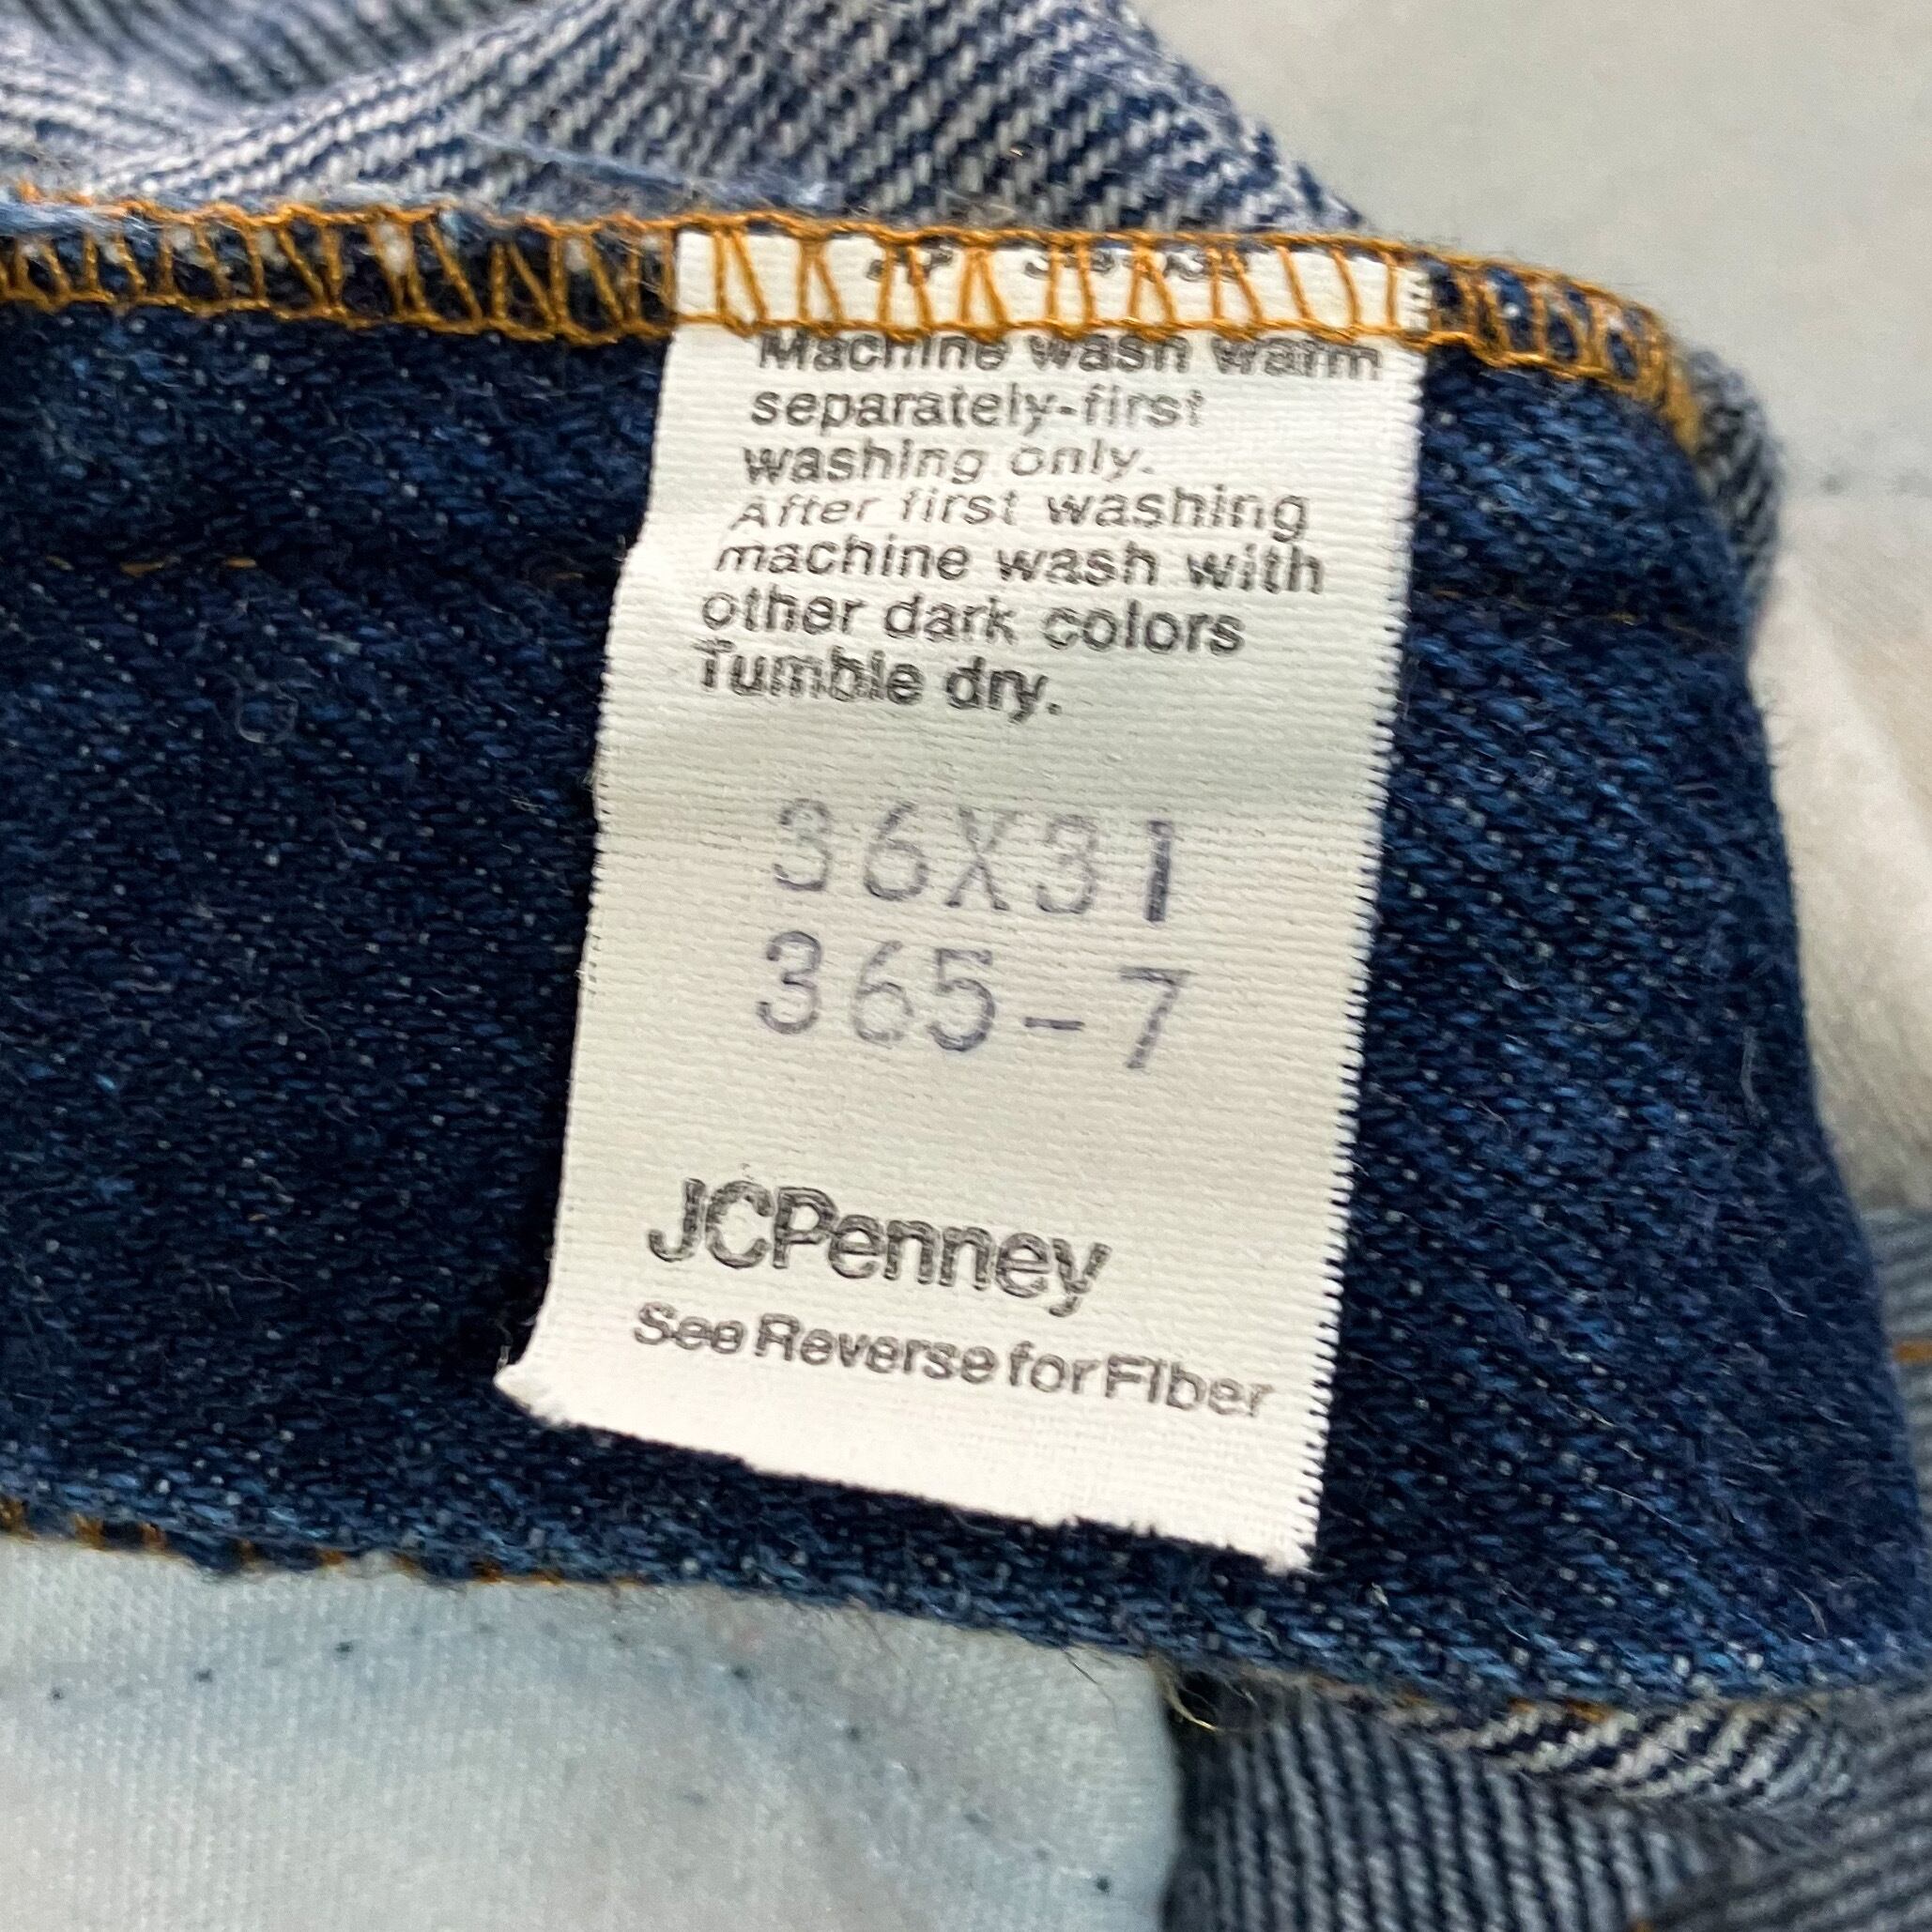 Machine wash warm
separately-first
washing only.
After first washing
machine wash with
other dark colors
Tumble dry.
36X31
365-7
JCPenney
See Reverse for Fiber